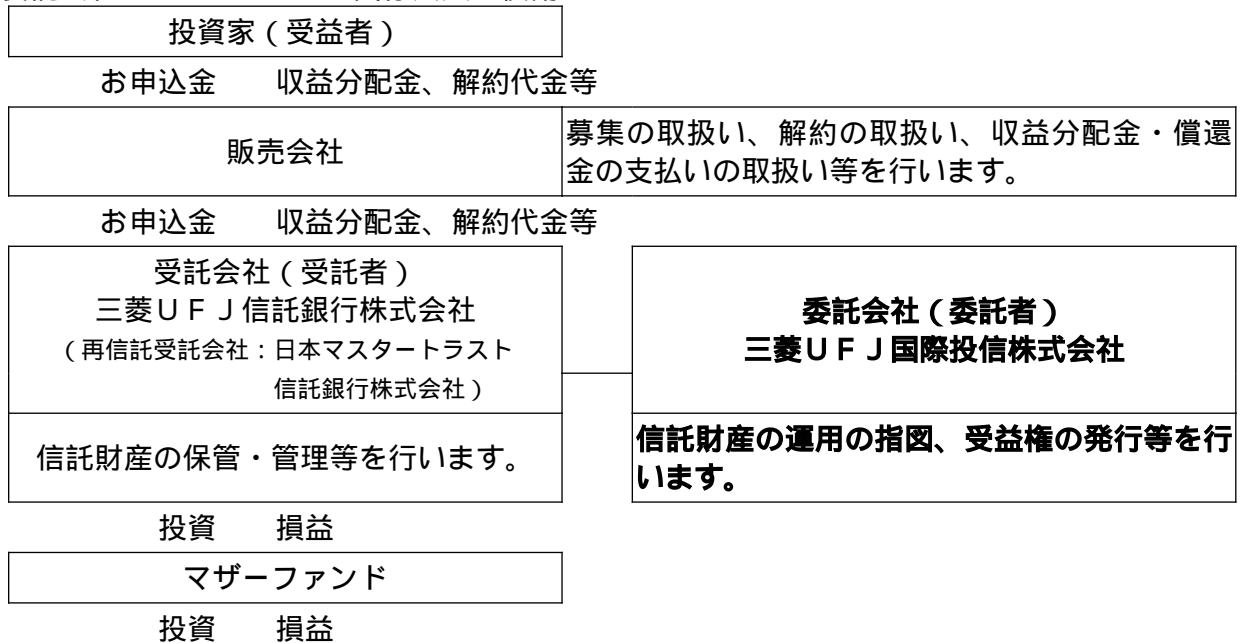 投資家（受益者）
お申込金　　収益分配金、解約代金等
販売会社
募集の取扱い、解約の取扱い、収益分配金・償還
金の支払いの取扱い等を行います。
お申込金　　収益分配金、解約代金等
受託会社（受託者）
三菱ＵＦＪ信託銀行株式会社
（再信託受託会社：日本マスタートラスト
信託銀行株式会社）
委託会社（委託者）
三菱ＵＦＪ国際投信株式会社
信託財産の保管・管理等を行います。
信託財産の運用の指図、受益権の発行等を行
います。
投資　　損益
マザーファンド
投資　　損益